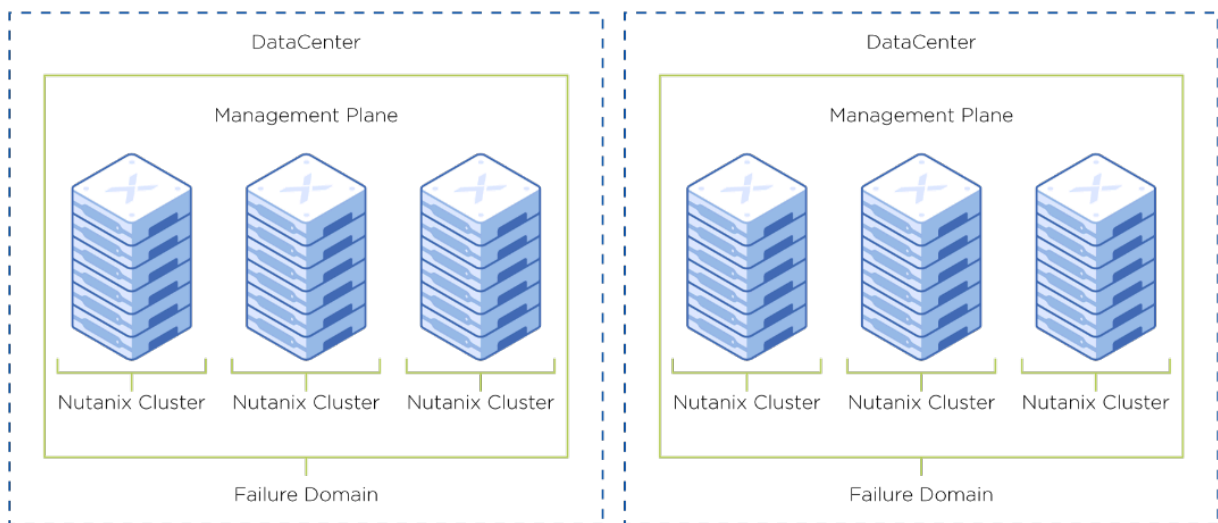 DataCenter
Management Plane
Nutanix Cluster
Nutanix Cluster
Nutanix Cluster
Failure Domain
DataCenter
Management Plane
Nutanix Cluster
Nutanix Cluster
Nutanix Cluster
Failure Domain